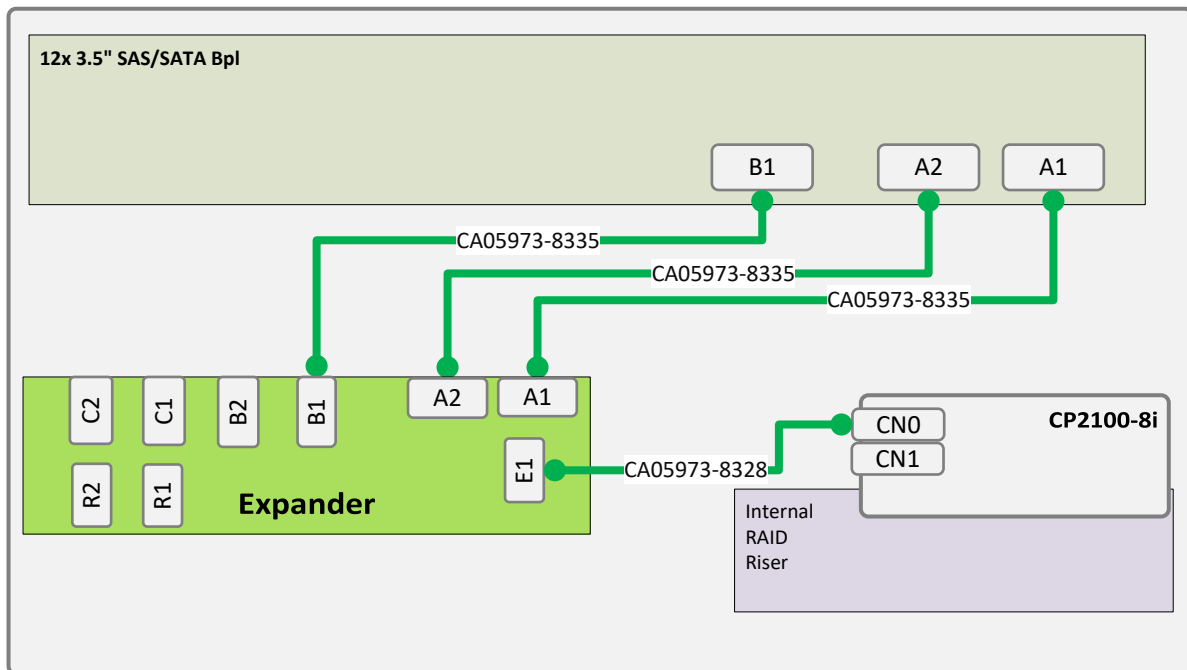 12x 3.5" SAS/SATA Bpl
B1
A2
A1
CA05973-8335
CA05973-8335
CA05973-8335
C2
C1
B2
B1
A2
A1
E1
R2
R1
Expander
CA05973-8328
CN0
CN1
CP2100-8i
Internal
RAID
Riser